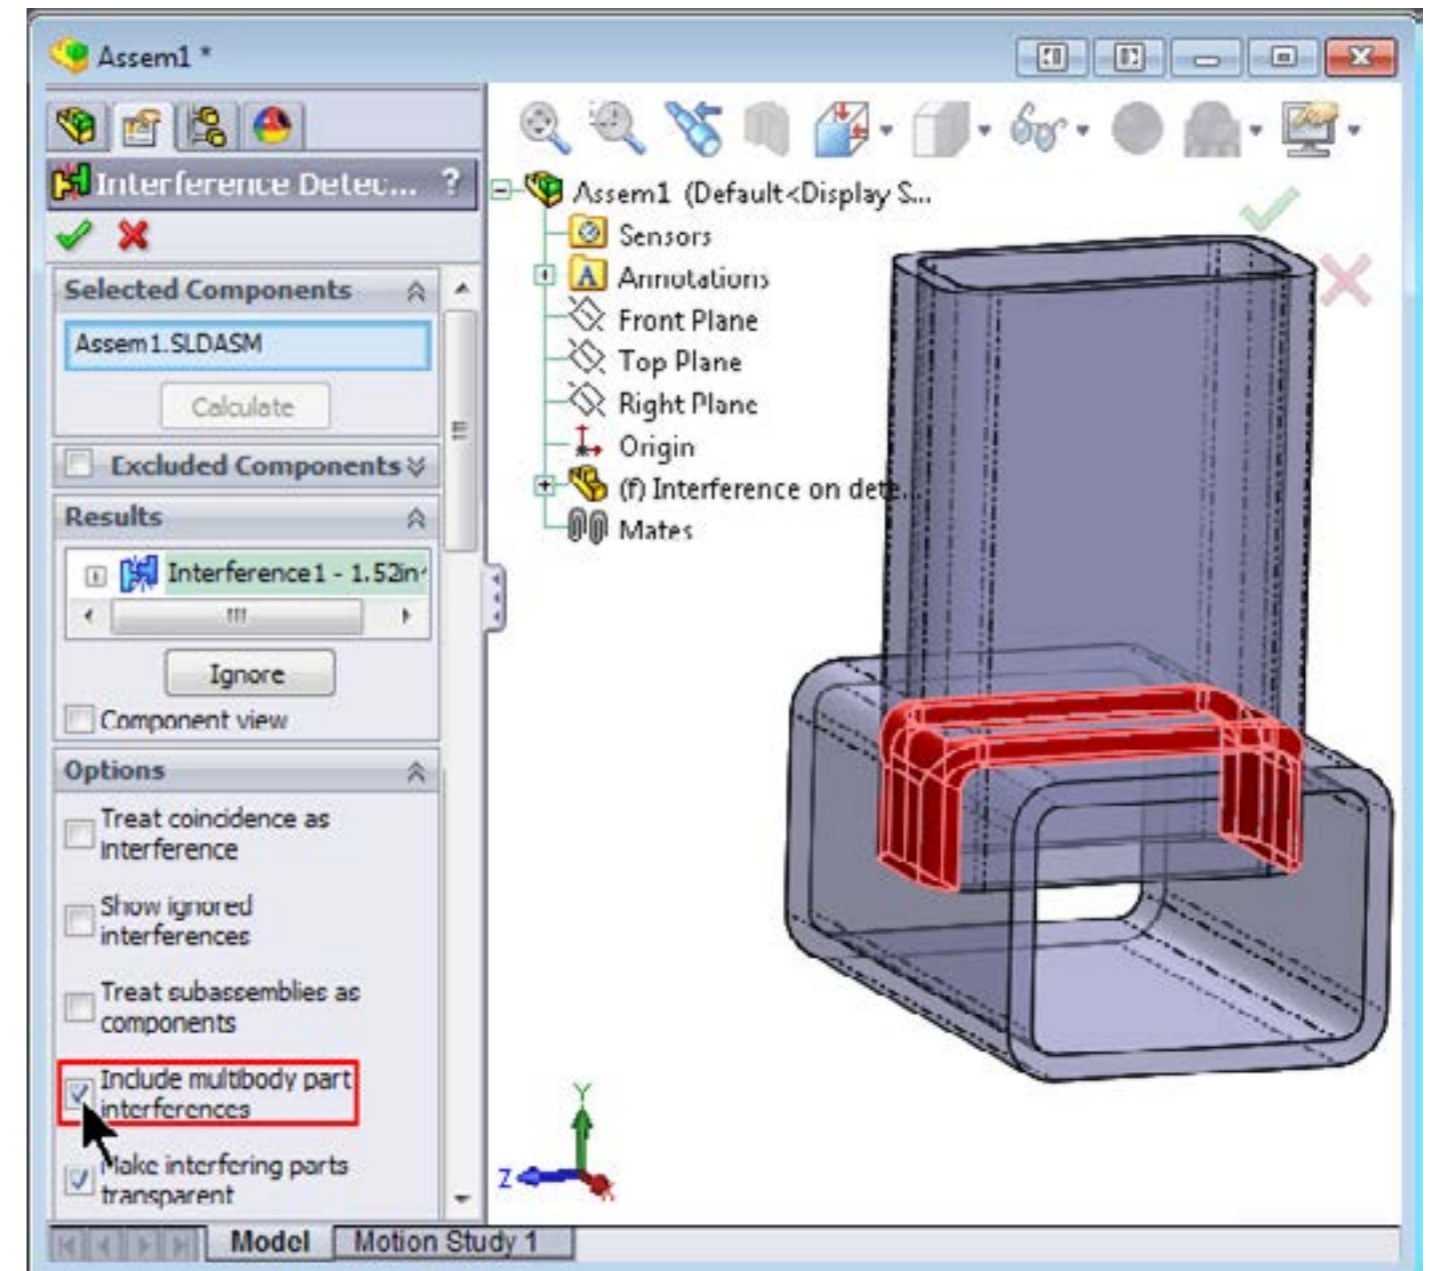 Assem1 *
Interference Detec... ?
Selected Components
Assem1.SLDASM
Calculate
Excluded Components
Results
Interference1 - 1.52in
Ignore
Component view
Options
Treat coincidence as
interference
Show ignored
interferences
Treat subassemblies as
components
Include multibody part
interferences
Make interfering parts
transparent
Assem1 (Default<Display S...
Sensors
A Annotations
Front Plane
Top Plane
Right Plane
Origin
(f) Interference on dete...
Mates
Y
Z
X
Model
Motion Study 1